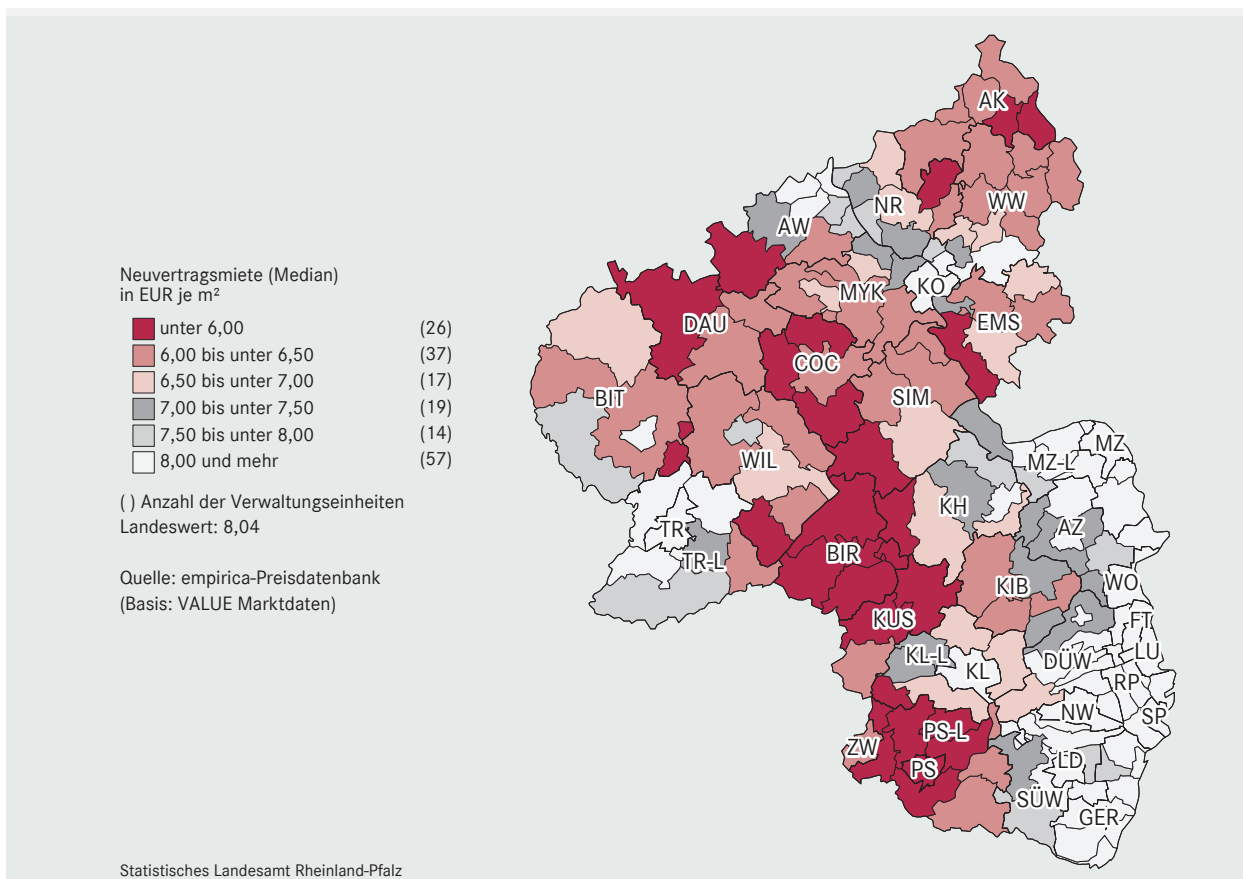 Neuvertragsmiete (Median)
in EUR je m²
unter 6,00 (26)
6,00 bis unter 6,50 (37)
6,50 bis unter 7,00 (17)
7,00 bis unter 7,50 (19)
7,50 bis unter 8,00 (14)
8,00 und mehr (57)
( ) Anzahl der Verwaltungseinheiten
Landeswert: 8,04
Quelle: empirica-Preisdatenbank
(Basis: VALUE Marktdaten)
AK
NR
WW
AW
MYK
KO
DAU
EMS
COC
BIT
SIM
WIL
MZ
MZ-L
KH
AZ
TR
TR-L
BIR
KIB
WO
KUS
FT
KL-L
KL
DÜW
LU
RP
NW
SP
PS-L
ZW
PS
LD
SÜW
GER
Statistisches Landesamt Rheinland-Pfalz